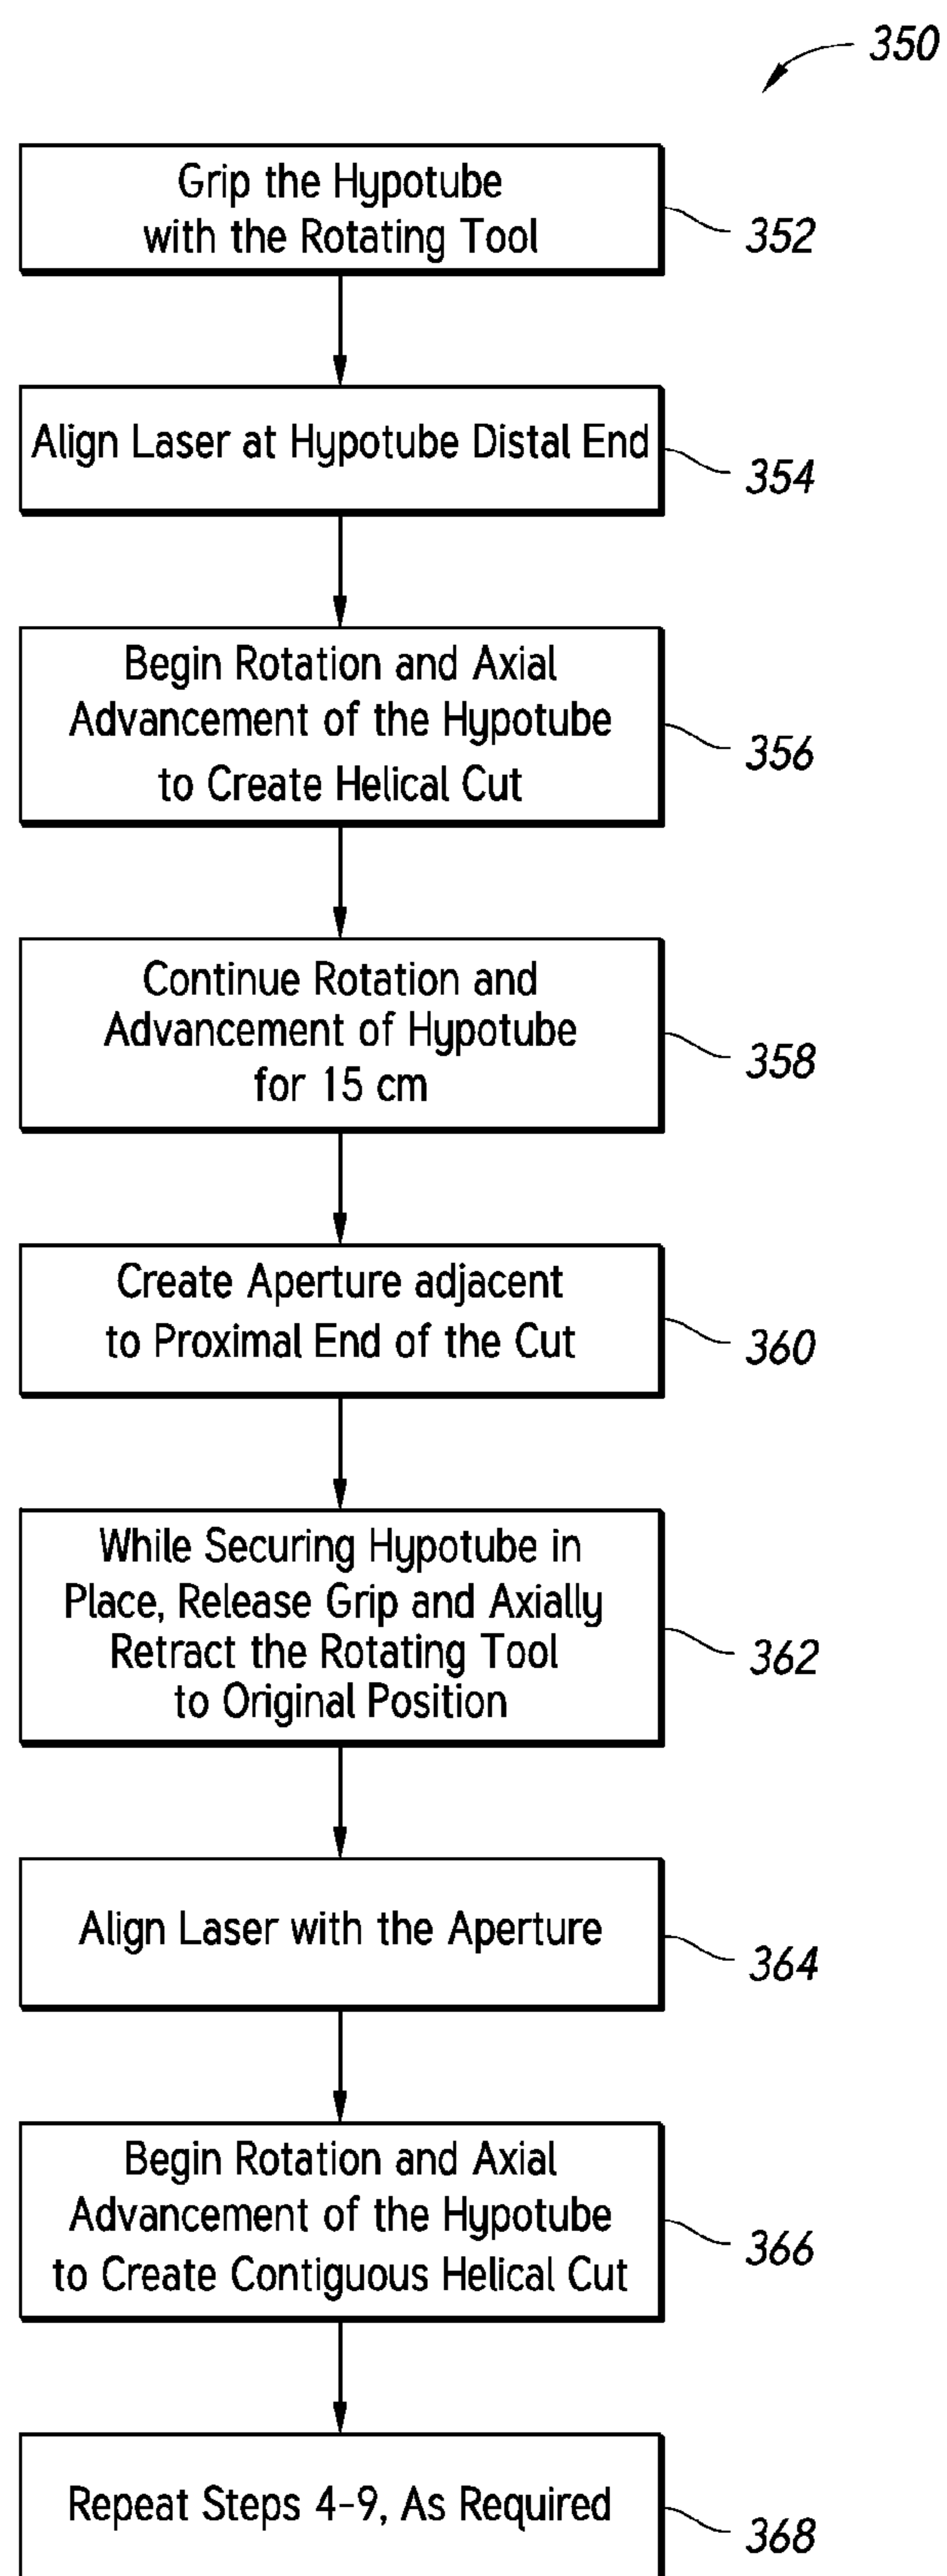 350
Grip the Hypotube
with the Rotating Tool
352
Align Laser at Hypotube Distal End
354
Begin Rotation and Axial
Advancement of the Hypotube
to Create Helical Cut
356
Continue Rotation and
Advancement of Hypotube
for 15 cm
358
Create Aperture adjacent
to Proximal End of the Cut
360
While Securing Hypotube in
Place, Release Grip and Axially
Retract the Rotating Tool
to Original Position
362
Align Laser with the Aperture
364
Begin Rotation and Axial
Advancement of the Hypotube
to Create Contiguous Helical Cut
366
Repeat Steps 4-9, As Required
368